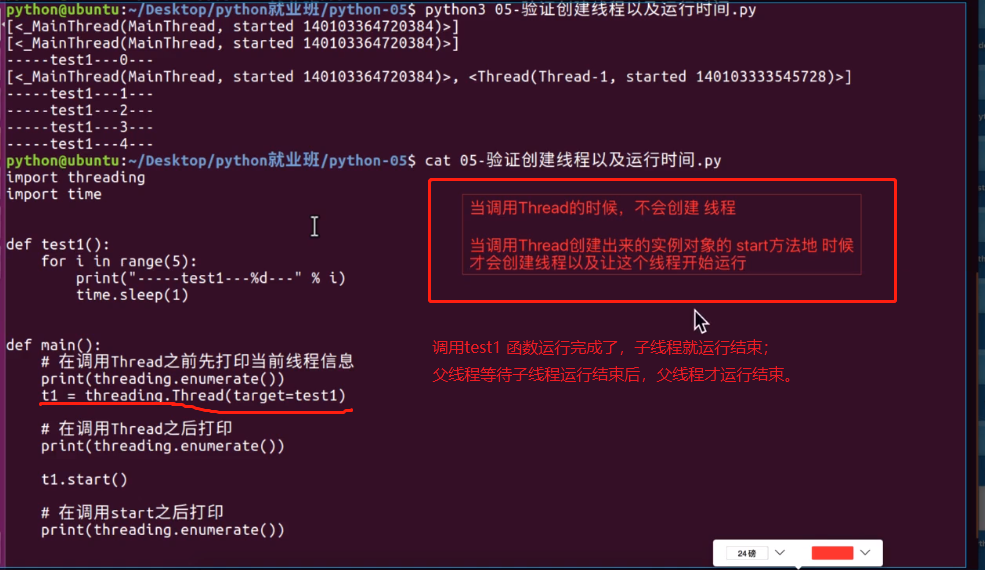 python@ubuntu:~/Desktop/python就业班/python-05$ python3 05-验证创建线程以及运行时间.py
[<_MainThread(MainThread, started 140103364720384)>]
[<_MainThread(MainThread, started 140103364720384)>]
-----test1---0---
[<_MainThread(MainThread, started 140103364720384)>, <Thread(Thread-1, started 140103333545728)>]
-----test1---1---
-----test1---2---
-----test1---3---
-----test1---4---
python@ubuntu:~/Desktop/python就业班/python-05$ cat 05-验证创建线程以及运行时间.py
import threading
import time
def test1():
    for i in range(5):
        print("-----test1---%d---" % i)
        time.sleep(1)
def main():
    # 在调用Thread之前先打印当前线程信息
    print(threading.enumerate())
    t1 = threading.Thread(target=test1)
    # 在调用Thread之后打印
    print(threading.enumerate())
    t1.start()
    # 在调用start之后打印
    print(threading.enumerate())
当调用Thread的时候，不会创建 线程
当调用Thread创建出来的实例对象的 start方法地 时候
才会创建线程以及让这个线程开始运行
调用test1 函数运行完成了，子线程就运行结束；
父线程等待子线程运行结束后，父线程才运行结束。
24磅